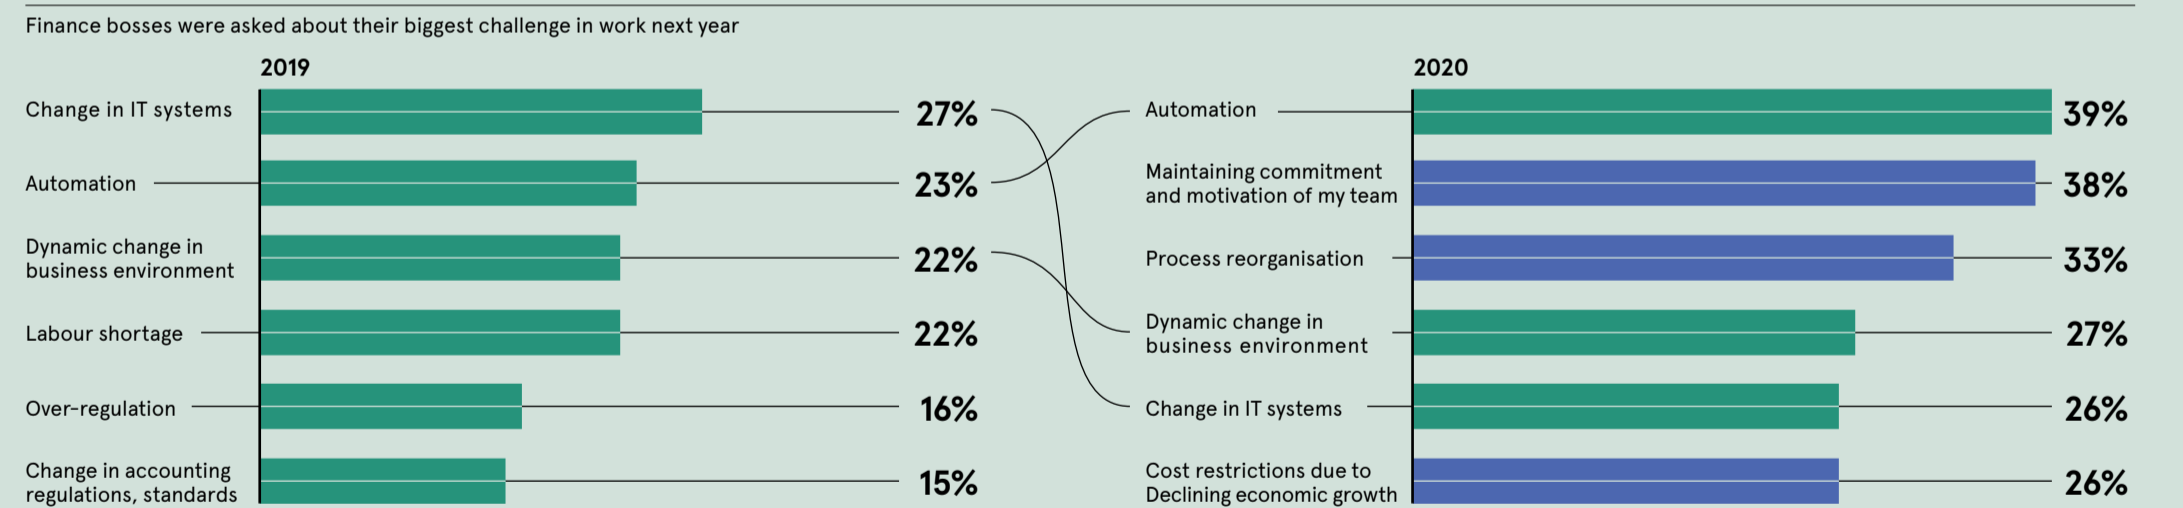 Finance bosses were asked about their biggest challenge in work next year
2019
Change in IT systems
27%
Automation
23%
Dynamic change in
business environment
22%
Labour shortage
22%
Over-regulation
16%
Change in accounting
regulations, standards
15%
2020
Automation
39%
Maintaining commitment
and motivation of my team
38%
Process reorganisation
33%
Dynamic change in
business environment
27%
Change in IT systems
26%
Cost restrictions due to
Declining economic growth
26%